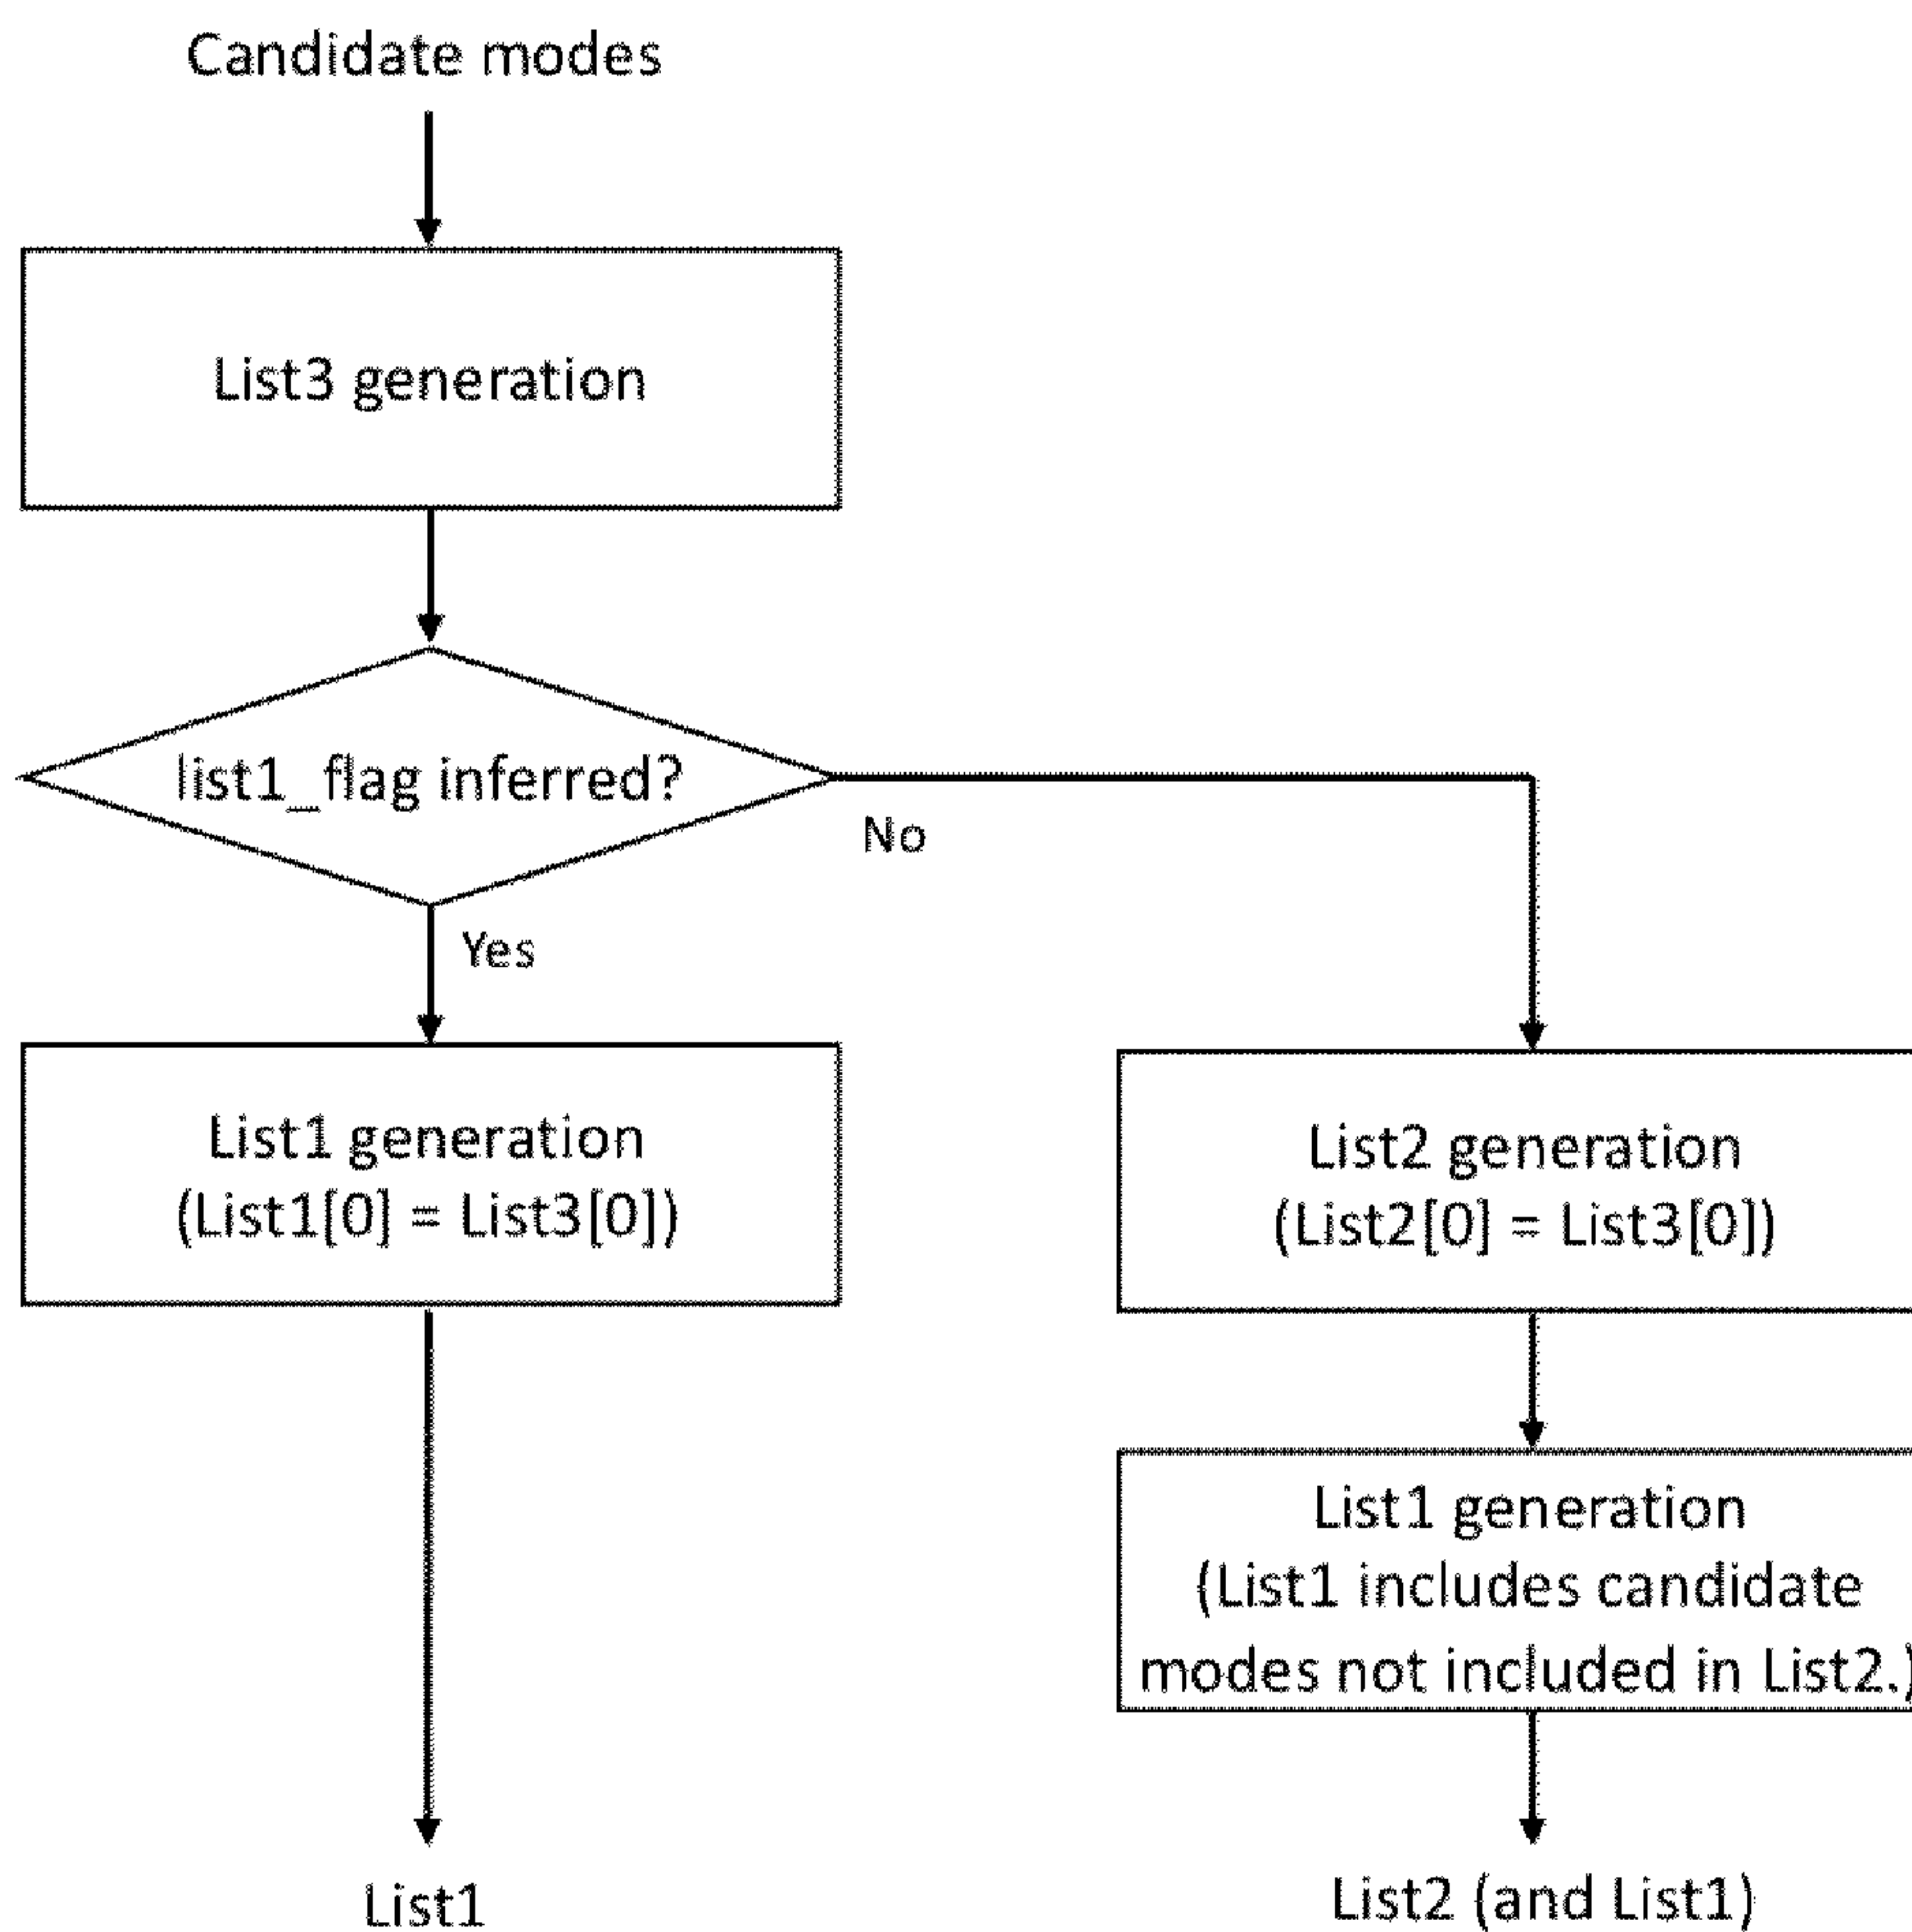 Candidate modes
List3 generation
list1_flag inferred?
No
Yes
List1 generation
(List1[0] = List3[0])
List2 generation
(List2[0] = List3[0])
List1 generation
(List1 includes candidate
modes not included in List2.)
List1
List2 (and List1)